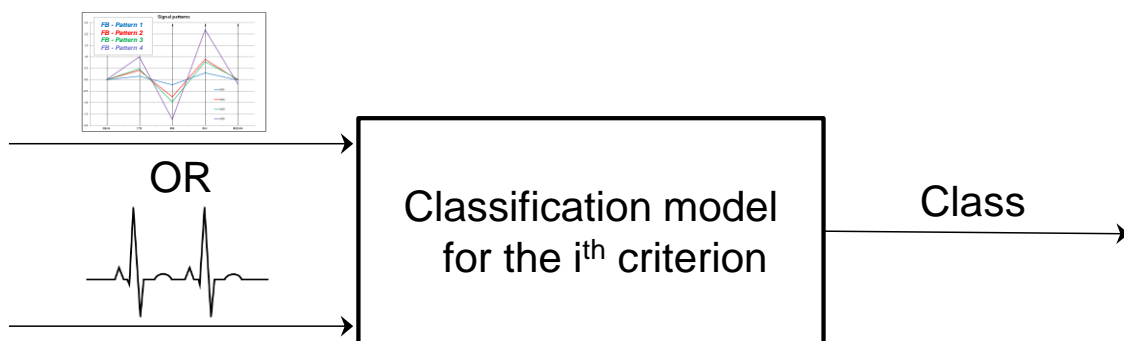 Signal patterns
FB - Pattern 1
FB - Pattern 2
FB - Pattern 3
FB - Pattern 4
OR
Classification model
for the iᵗʰ criterion
Class